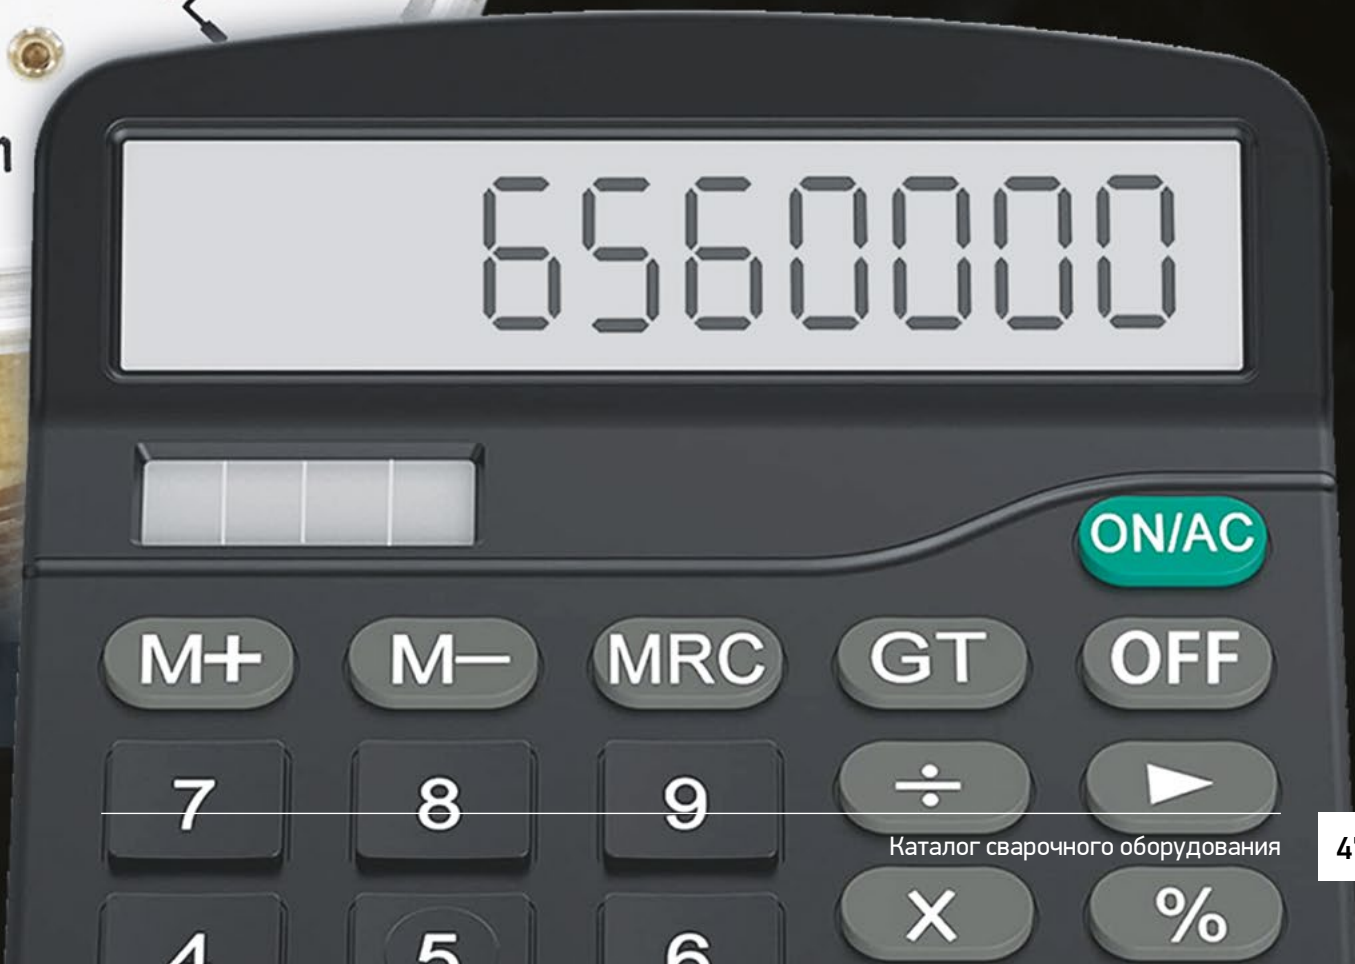 6560000
ON/AC
M+ M− MRC GT OFF
7 8 9 ÷ ▶
Каталог сварочного оборудования
4 5 6 X %